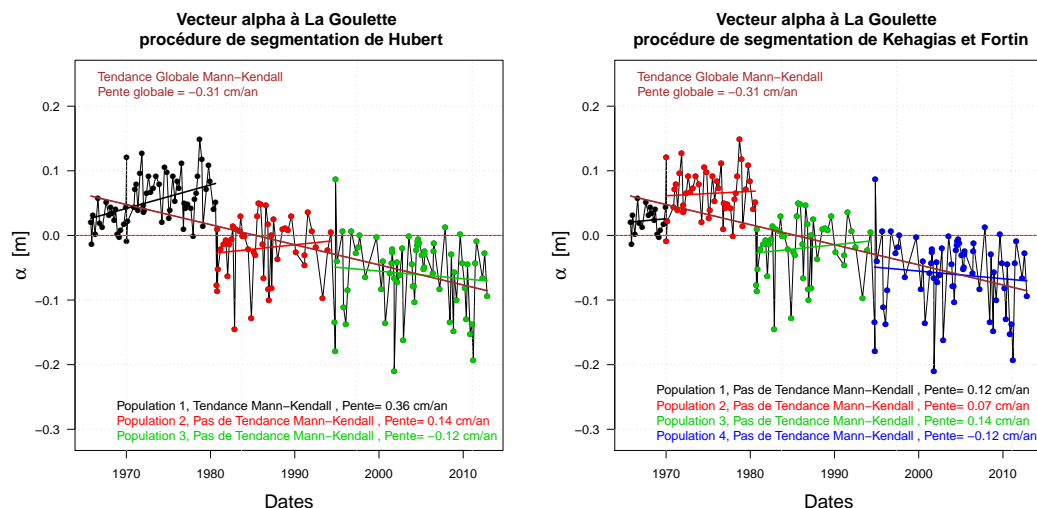 Vecteur alpha à La Goulette
procédure de segmentation de Hubert
Tendance Globale Mann−Kendall
Pente globale = −0.31 cm/an
0.2
0.1
0.0
−0.1
−0.2
−0.3
α [m]
Population 1, Tendance Mann−Kendall , Pente= 0.36 cm/an
Population 2, Pas de Tendance Mann−Kendall , Pente= 0.14 cm/an
Population 3, Pas de Tendance Mann−Kendall , Pente= −0.12 cm/an
1970 1980 1990 2000 2010
Dates
Vecteur alpha à La Goulette
procédure de segmentation de Kehagias et Fortin
Tendance Globale Mann−Kendall
Pente globale = −0.31 cm/an
0.2
0.1
0.0
−0.1
−0.2
−0.3
α [m]
Population 1, Pas de Tendance Mann−Kendall , Pente= 0.12 cm/an
Population 2, Pas de Tendance Mann−Kendall , Pente= 0.07 cm/an
Population 3, Pas de Tendance Mann−Kendall , Pente= 0.14 cm/an
Population 4, Pas de Tendance Mann−Kendall , Pente= −0.12 cm/an
1970 1980 1990 2000 2010
Dates